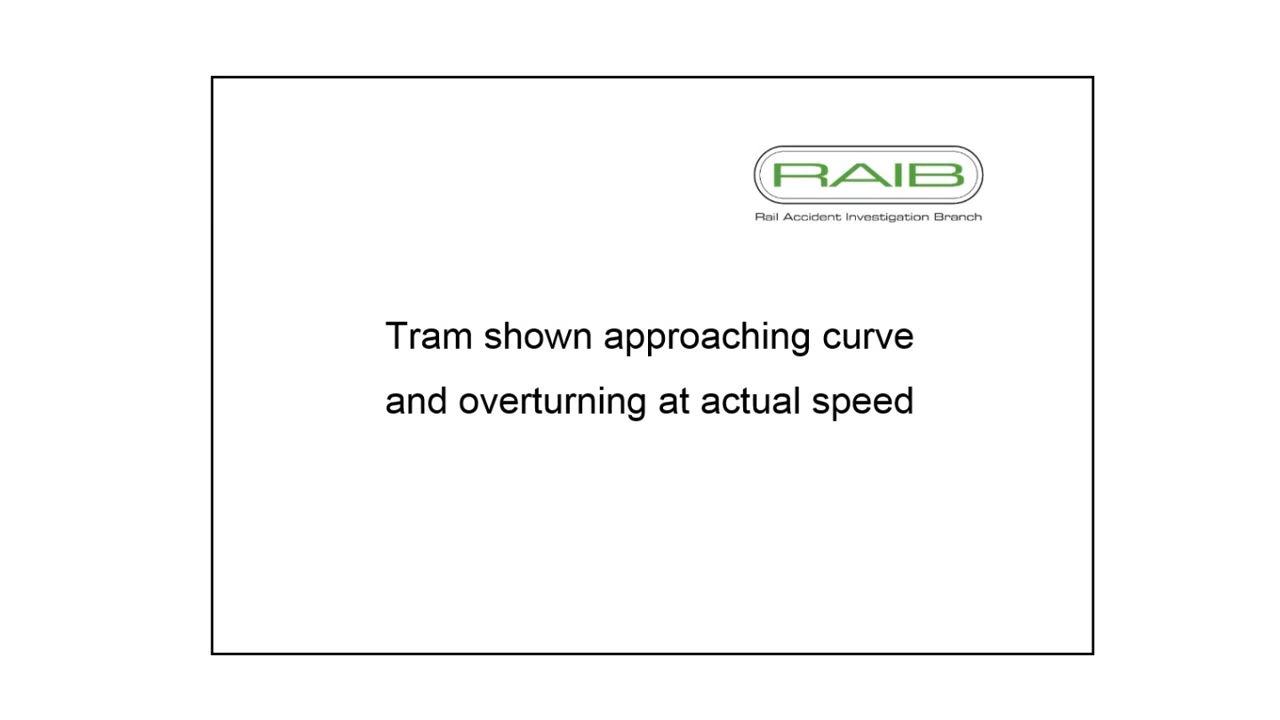 RAIB
Rail Accident Investigation Branch
Tram shown approaching curve
and overturning at actual speed